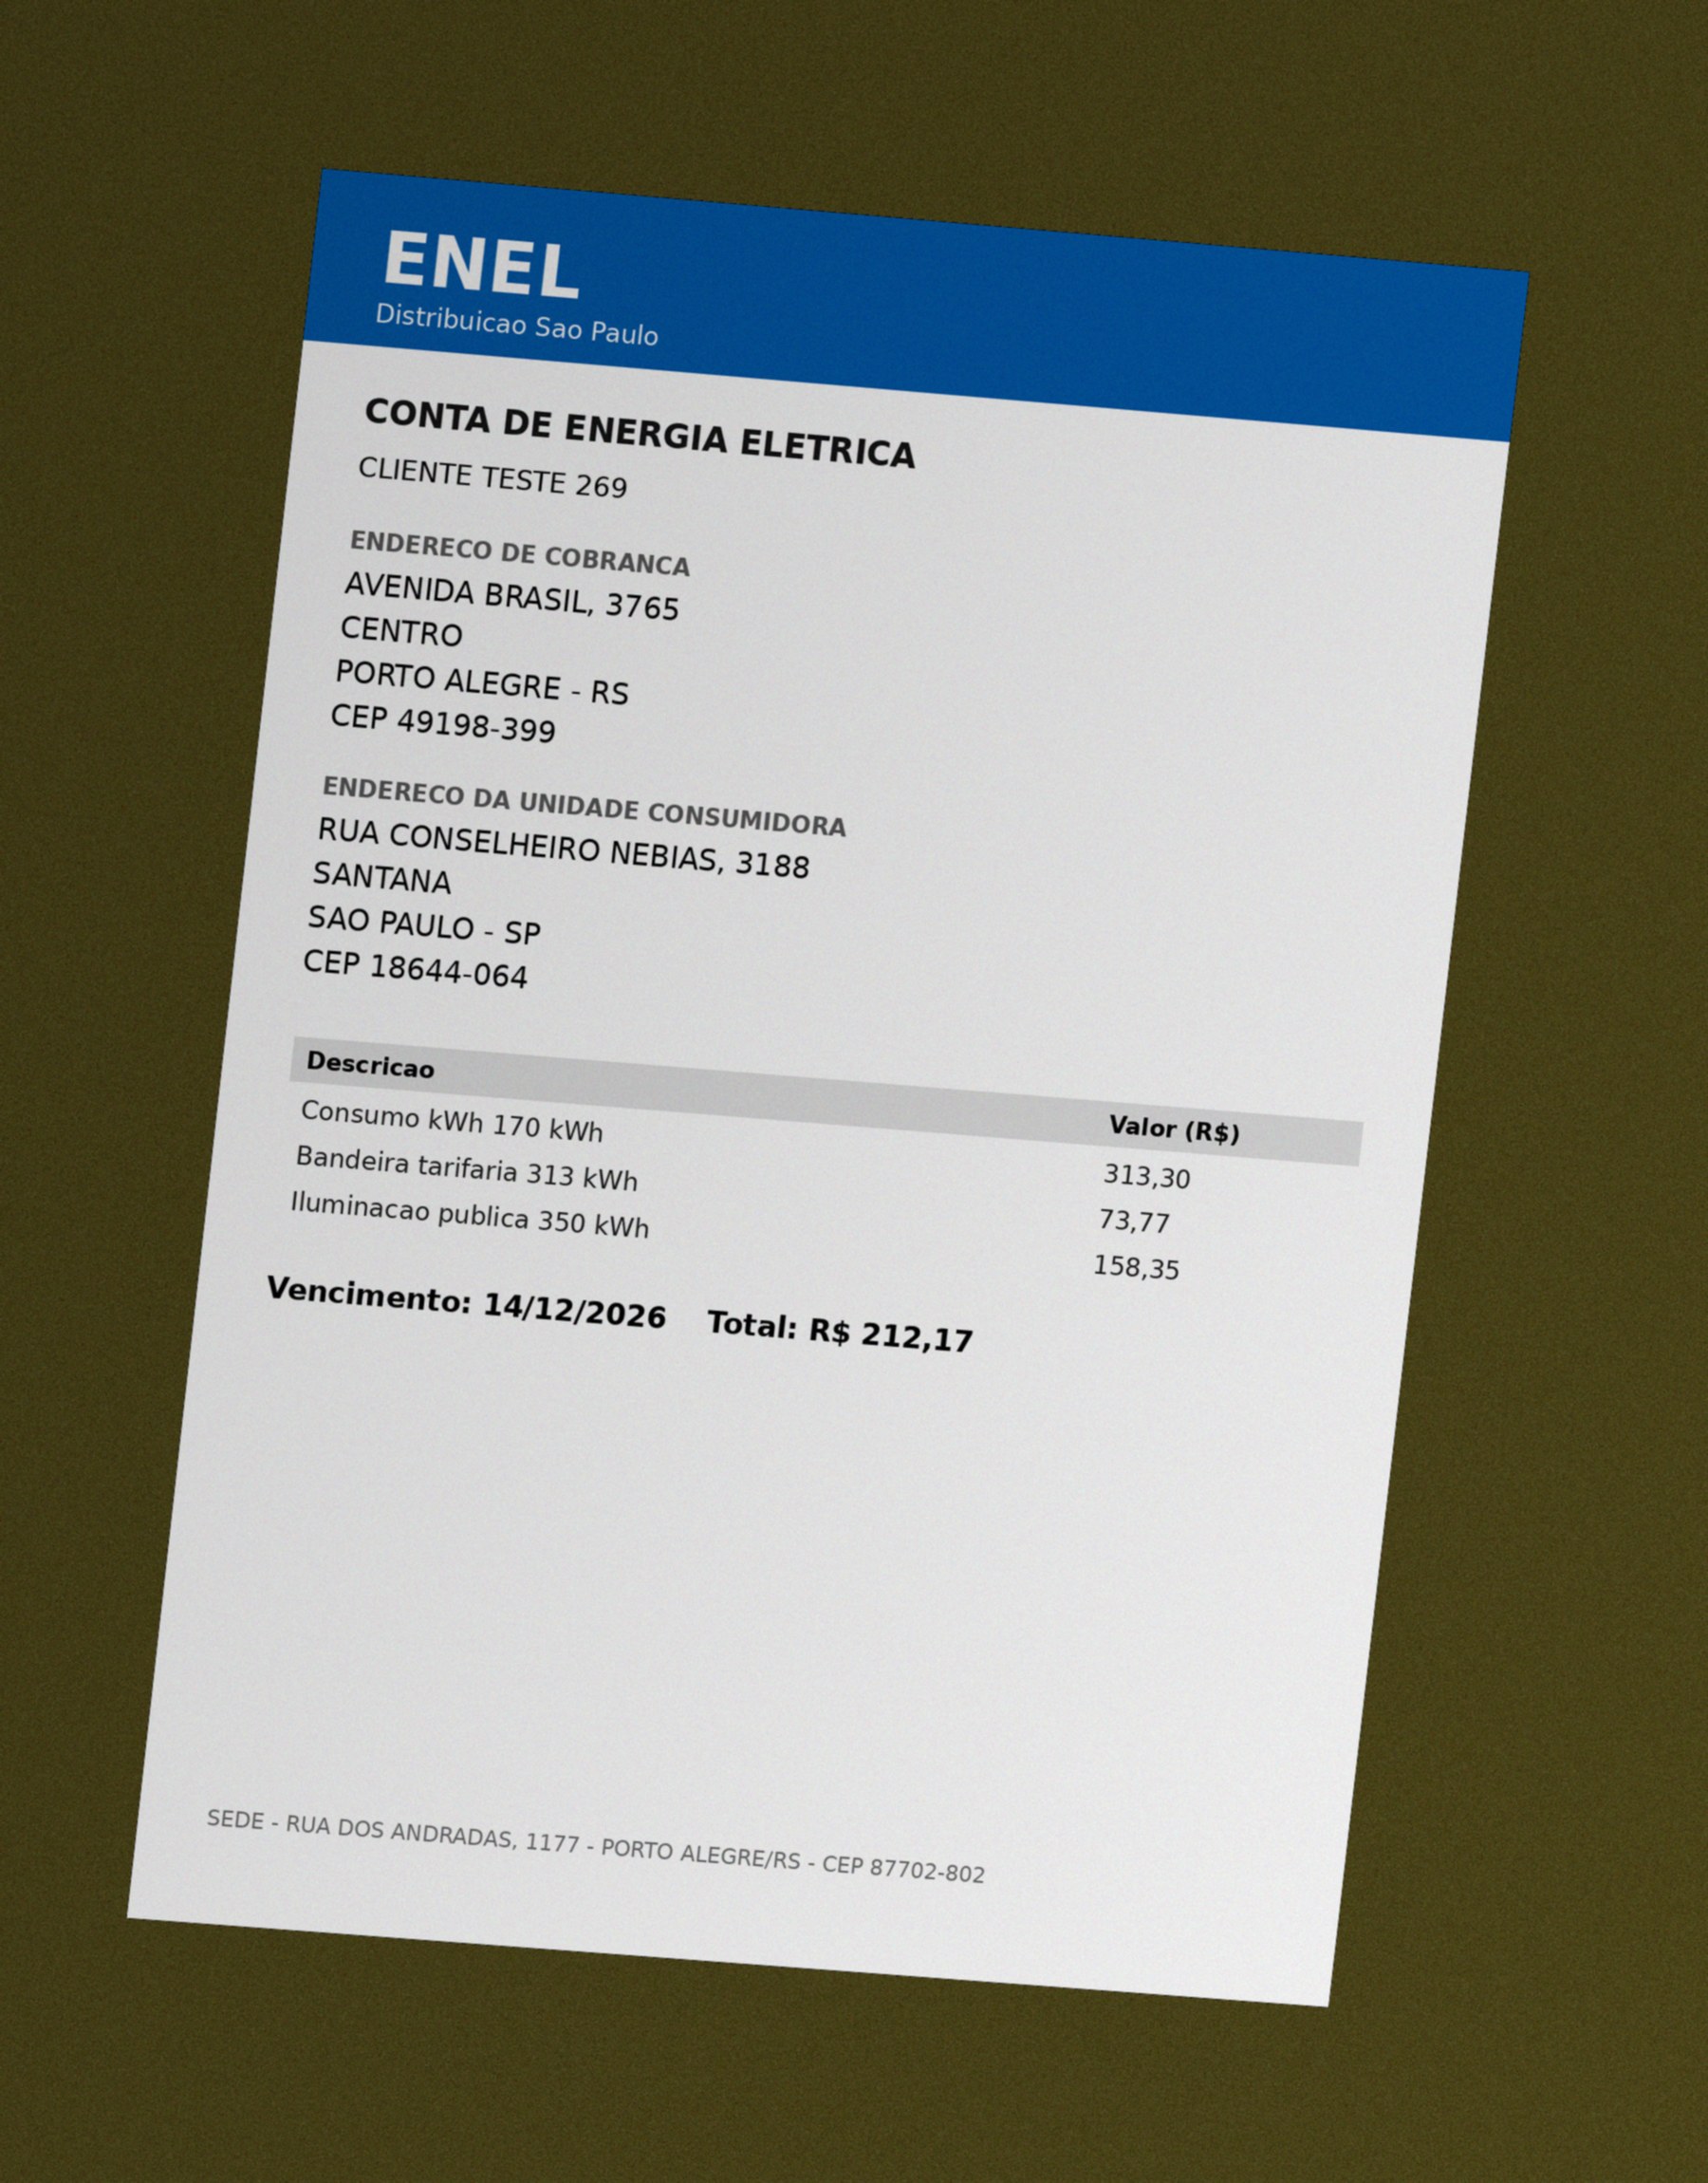 ENEL
Distribuicao Sao Paulo
CONTA DE ENERGIA ELETRICA
CLIENTE TESTE 269
ENDERECO DE COBRANCA
AVENIDA BRASIL, 3765
CENTRO
PORTO ALEGRE - RS
CEP 49198-399
ENDERECO DA UNIDADE CONSUMIDORA
RUA CONSELHEIRO NEBIAS, 3188
SANTANA
SAO PAULO - SP
CEP 18644-064
Descricao Valor (R$)
Consumo kWh 170 kWh 313,30
Bandeira tarifaria 313 kWh 73,77
Iluminacao publica 350 kWh 158,35
Vencimento: 14/12/2026 Total: R$ 212,17
SEDE - RUA DOS ANDRADAS, 1177 - PORTO ALEGRE/RS - CEP 87702-802